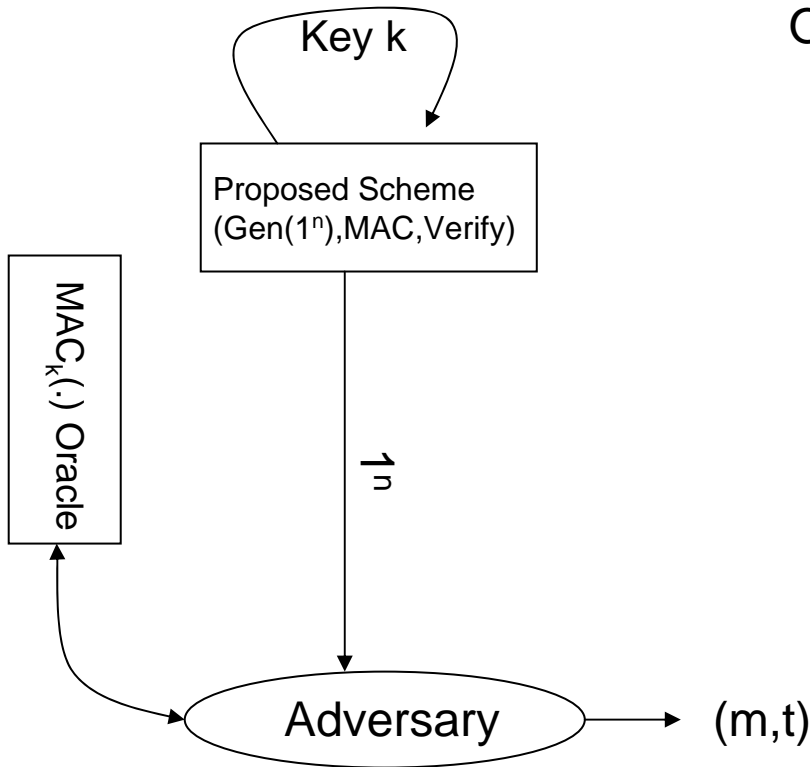 Key k
Proposed Scheme
(Gen(1ⁿ),MAC,Verify)
MACₖ(.) Oracle
1ⁿ
Adversary
(m,t)